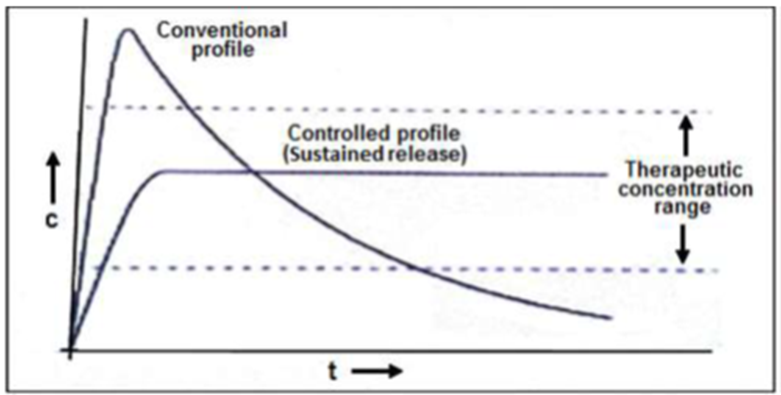 Conventional
profile
Controlled profile
(Sustained release)
Therapeutic
concentration
range
c
t